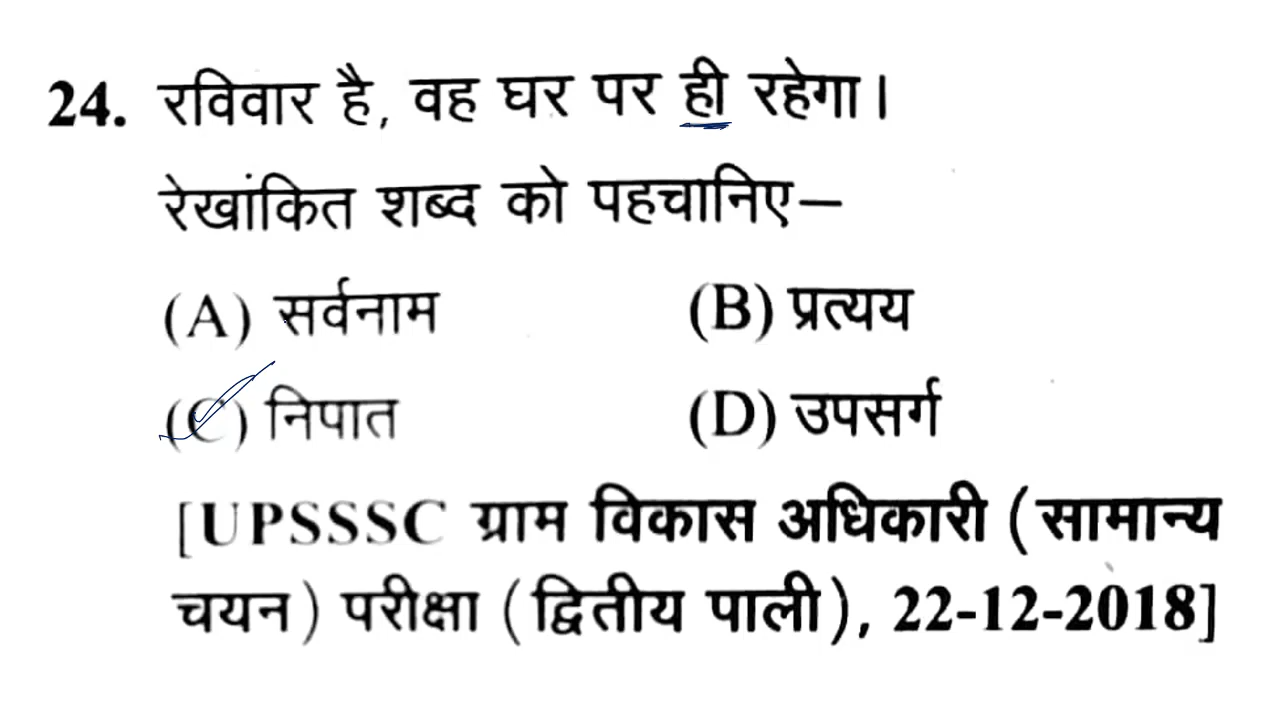 24. रविवार है, वह घर पर ही रहेगा।
रेखांकित शब्द को पहचानिए–
(A) सर्वनाम (B) प्रत्यय
(C) निपात (D) उपसर्ग
[UPSSSC ग्राम विकास अधिकारी (सामान्य
चयन) परीक्षा (द्वितीय पाली), 22-12-2018]